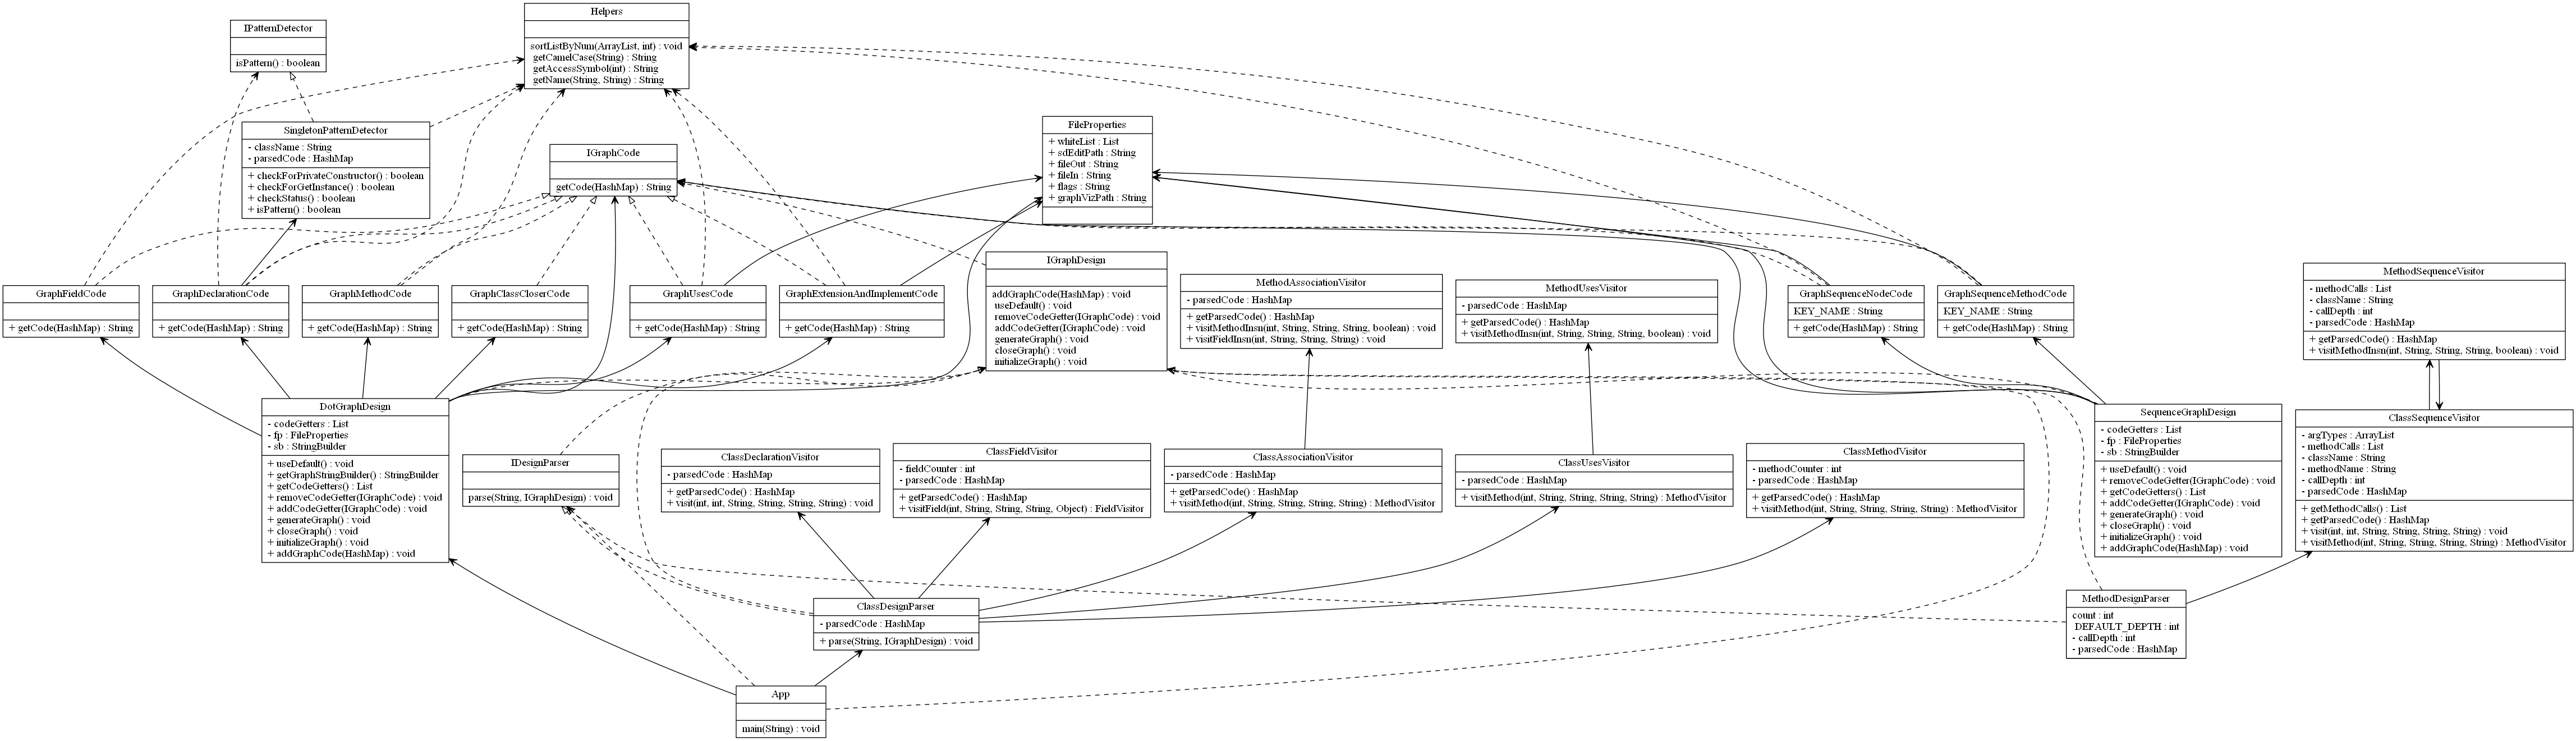 Helpers
sortListByNum(ArrayList, int) : void
getCamelCase(String) : String
getAccessSymbol(int) : String
getName(String, String) : String
IPatternDetector
isPattern() : boolean
SingletonPatternDetector
- className : String
- parsedCode : HashMap
+ checkForPrivateConstructor() : boolean
+ checkForGetInstance() : boolean
+ checkStatus() : boolean
+ isPattern() : boolean
IGraphCode
getCode(HashMap) : String
FileProperties
+ whiteList : List
+ sdEditPath : String
+ fileOut : String
+ fileIn : String
+ flags : String
+ graphVizPath : String
GraphFieldCode
+ getCode(HashMap) : String
GraphDeclarationCode
+ getCode(HashMap) : String
GraphMethodCode
+ getCode(HashMap) : String
GraphClassCloserCode
+ getCode(HashMap) : String
GraphUsesCode
+ getCode(HashMap) : String
GraphExtensionAndImplementCode
+ getCode(HashMap) : String
IGraphDesign
addGraphCode(HashMap) : void
useDefault() : void
removeCodeGetter(IGraphCode) : void
addCodeGetter(IGraphCode) : void
generateGraph() : void
closeGraph() : void
initializeGraph() : void
MethodAssociationVisitor
- parsedCode : HashMap
+ getParsedCode() : HashMap
+ visitMethodInsn(int, String, String, String, boolean) : void
+ visitFieldInsn(int, String, String, String) : void
MethodUsesVisitor
- parsedCode : HashMap
+ getParsedCode() : HashMap
+ visitMethodInsn(int, String, String, String, boolean) : void
GraphSequenceNodeCode
KEY_NAME : String
+ getCode(HashMap) : String
GraphSequenceMethodCode
KEY_NAME : String
+ getCode(HashMap) : String
MethodSequenceVisitor
- methodCalls : List
- className : String
- callDepth : int
- parsedCode : HashMap
+ getParsedCode() : HashMap
+ visitMethodInsn(int, String, String, String, boolean) : void
DotGraphDesign
- codeGetters : List
- fp : FileProperties
- sb : StringBuilder
+ useDefault() : void
+ getGraphStringBuilder() : StringBuilder
+ getCodeGetters() : List
+ removeCodeGetter(IGraphCode) : void
+ addCodeGetter(IGraphCode) : void
+ generateGraph() : void
+ closeGraph() : void
+ initializeGraph() : void
+ addGraphCode(HashMap) : void
IDesignParser
parse(String, IGraphDesign) : void
ClassDeclarationVisitor
- parsedCode : HashMap
+ getParsedCode() : HashMap
+ visit(int, int, String, String, String, String) : void
ClassFieldVisitor
- fieldCounter : int
- parsedCode : HashMap
+ getParsedCode() : HashMap
+ visitField(int, String, String, String, Object) : FieldVisitor
ClassAssociationVisitor
- parsedCode : HashMap
+ getParsedCode() : HashMap
+ visitMethod(int, String, String, String, String) : MethodVisitor
ClassUsesVisitor
- parsedCode : HashMap
+ visitMethod(int, String, String, String, String) : MethodVisitor
ClassMethodVisitor
- methodCounter : int
- parsedCode : HashMap
+ getParsedCode() : HashMap
+ visitMethod(int, String, String, String, String) : MethodVisitor
SequenceGraphDesign
- codeGetters : List
- fp : FileProperties
- sb : StringBuilder
+ useDefault() : void
+ removeCodeGetter(IGraphCode) : void
+ getCodeGetters() : List
+ addCodeGetter(IGraphCode) : void
+ generateGraph() : void
+ closeGraph() : void
+ initializeGraph() : void
+ addGraphCode(HashMap) : void
ClassSequenceVisitor
- argTypes : ArrayList
- methodCalls : List
- className : String
- methodName : String
- callDepth : int
- parsedCode : HashMap
+ getMethodCalls() : List
+ getParsedCode() : HashMap
+ visit(int, int, String, String, String, String) : void
+ visitMethod(int, String, String, String, String) : MethodVisitor
ClassDesignParser
- parsedCode : HashMap
+ parse(String, IGraphDesign) : void
MethodDesignParser
count : int
DEFAULT_DEPTH : int
- callDepth : int
- parsedCode : HashMap
App
main(String) : void